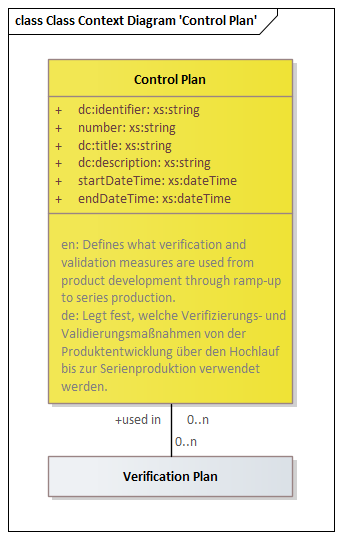 class Class Context Diagram 'Control Plan'
Control Plan
+ dc:identifier: xs:string
+ number: xs:string
+ dc:title: xs:string
+ dc:description: xs:string
+ startDateTime: xs:dateTime
+ endDateTime: xs:dateTime
en: Defines what verification and
validation measures are used from
product development through ramp-up
to series production.
de: Legt fest, welche Verifizierungs- und
Validierungsmaßnahmen von der
Produktentwicklung über den Hochlauf
bis zur Serienproduktion verwendet
werden.
+used in 0..n
0..n
Verification Plan